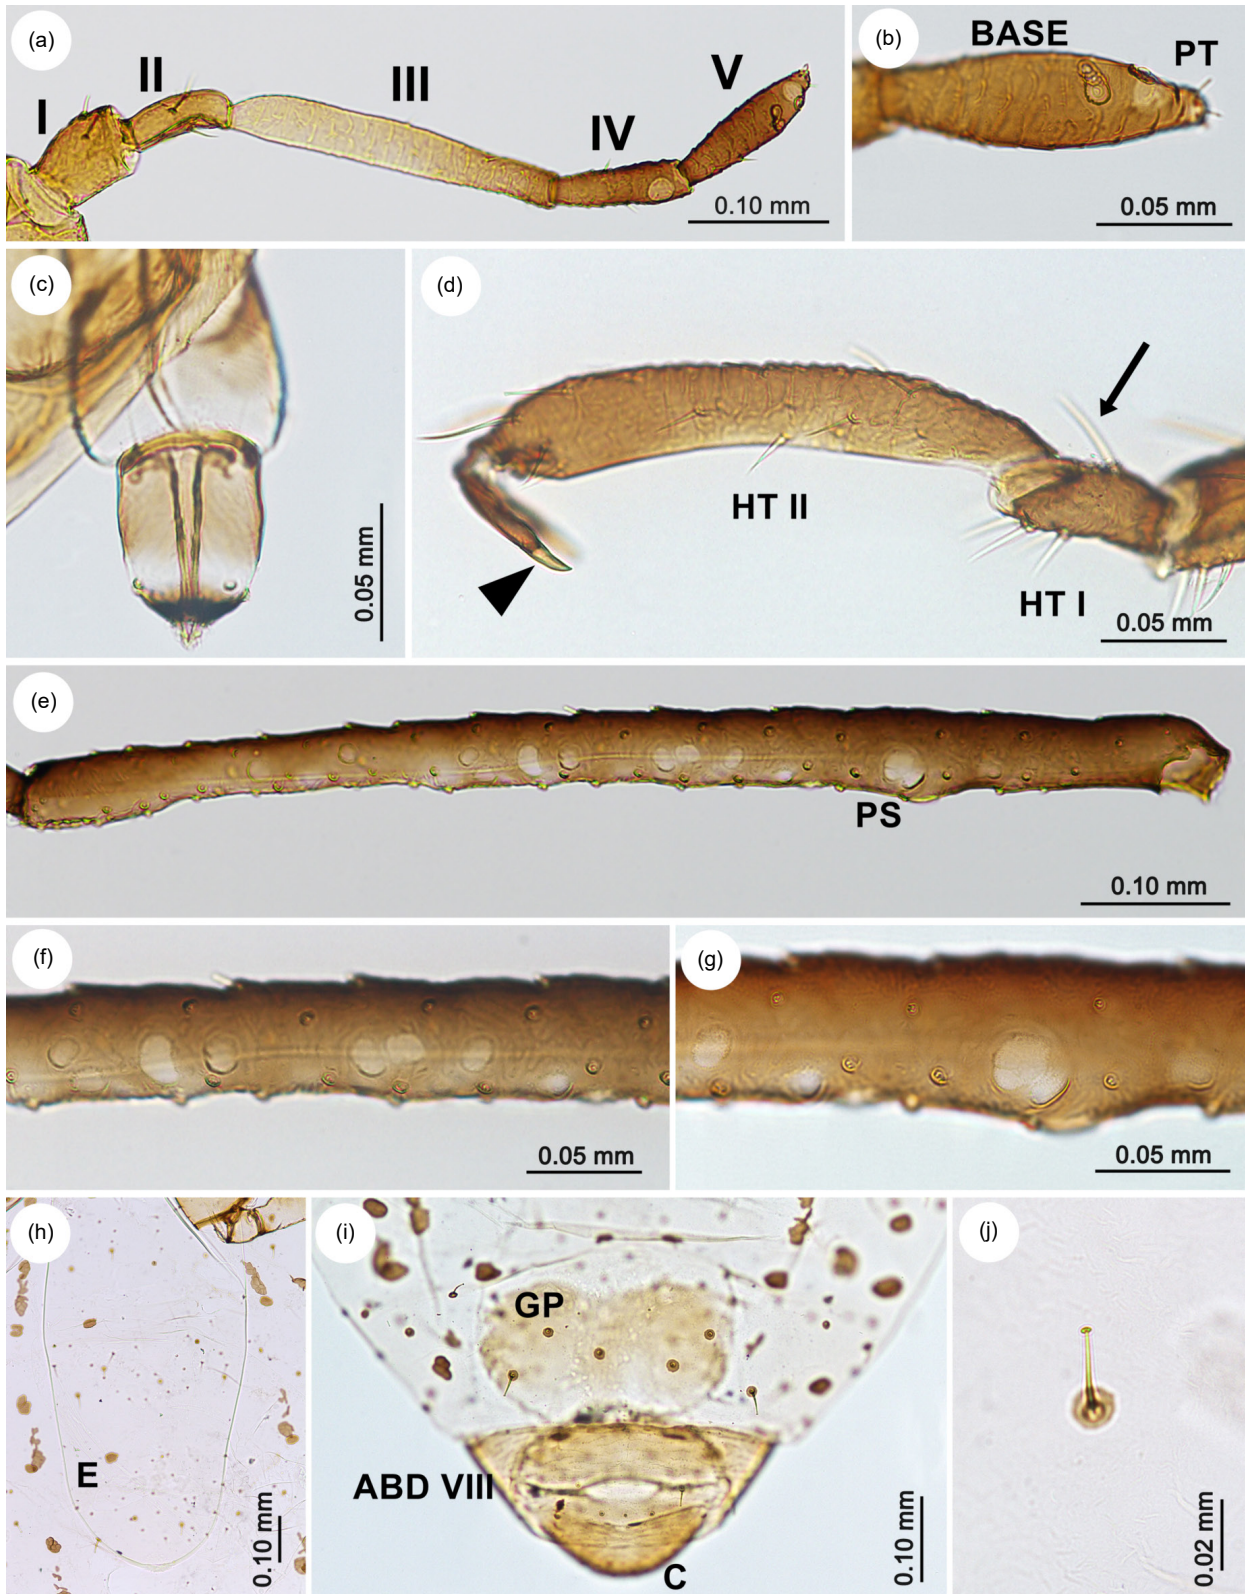 (a)
I
II
III
IV
V
0.10 mm
(b)
BASE
PT
0.05 mm
(c)
0.05 mm
(d)
HT II
HT I
0.05 mm
(e)
PS
0.10 mm
(f)
0.05 mm
(g)
0.05 mm
(h)
E
0.10 mm
(i)
GP
ABD VIII
C
0.10 mm
(j)
0.02 mm